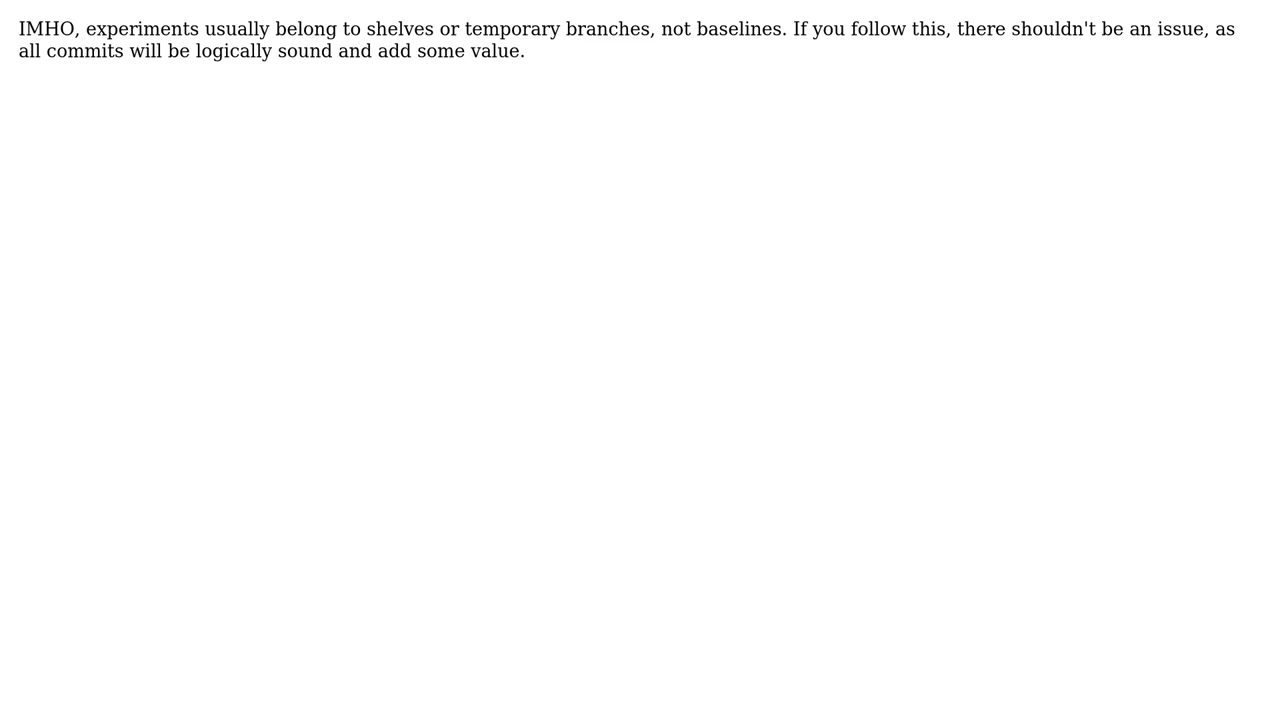 IMHO, experiments usually belong to shelves or temporary branches, not baselines. If you follow this, there shouldn't be an issue, as
all commits will be logically sound and add some value.